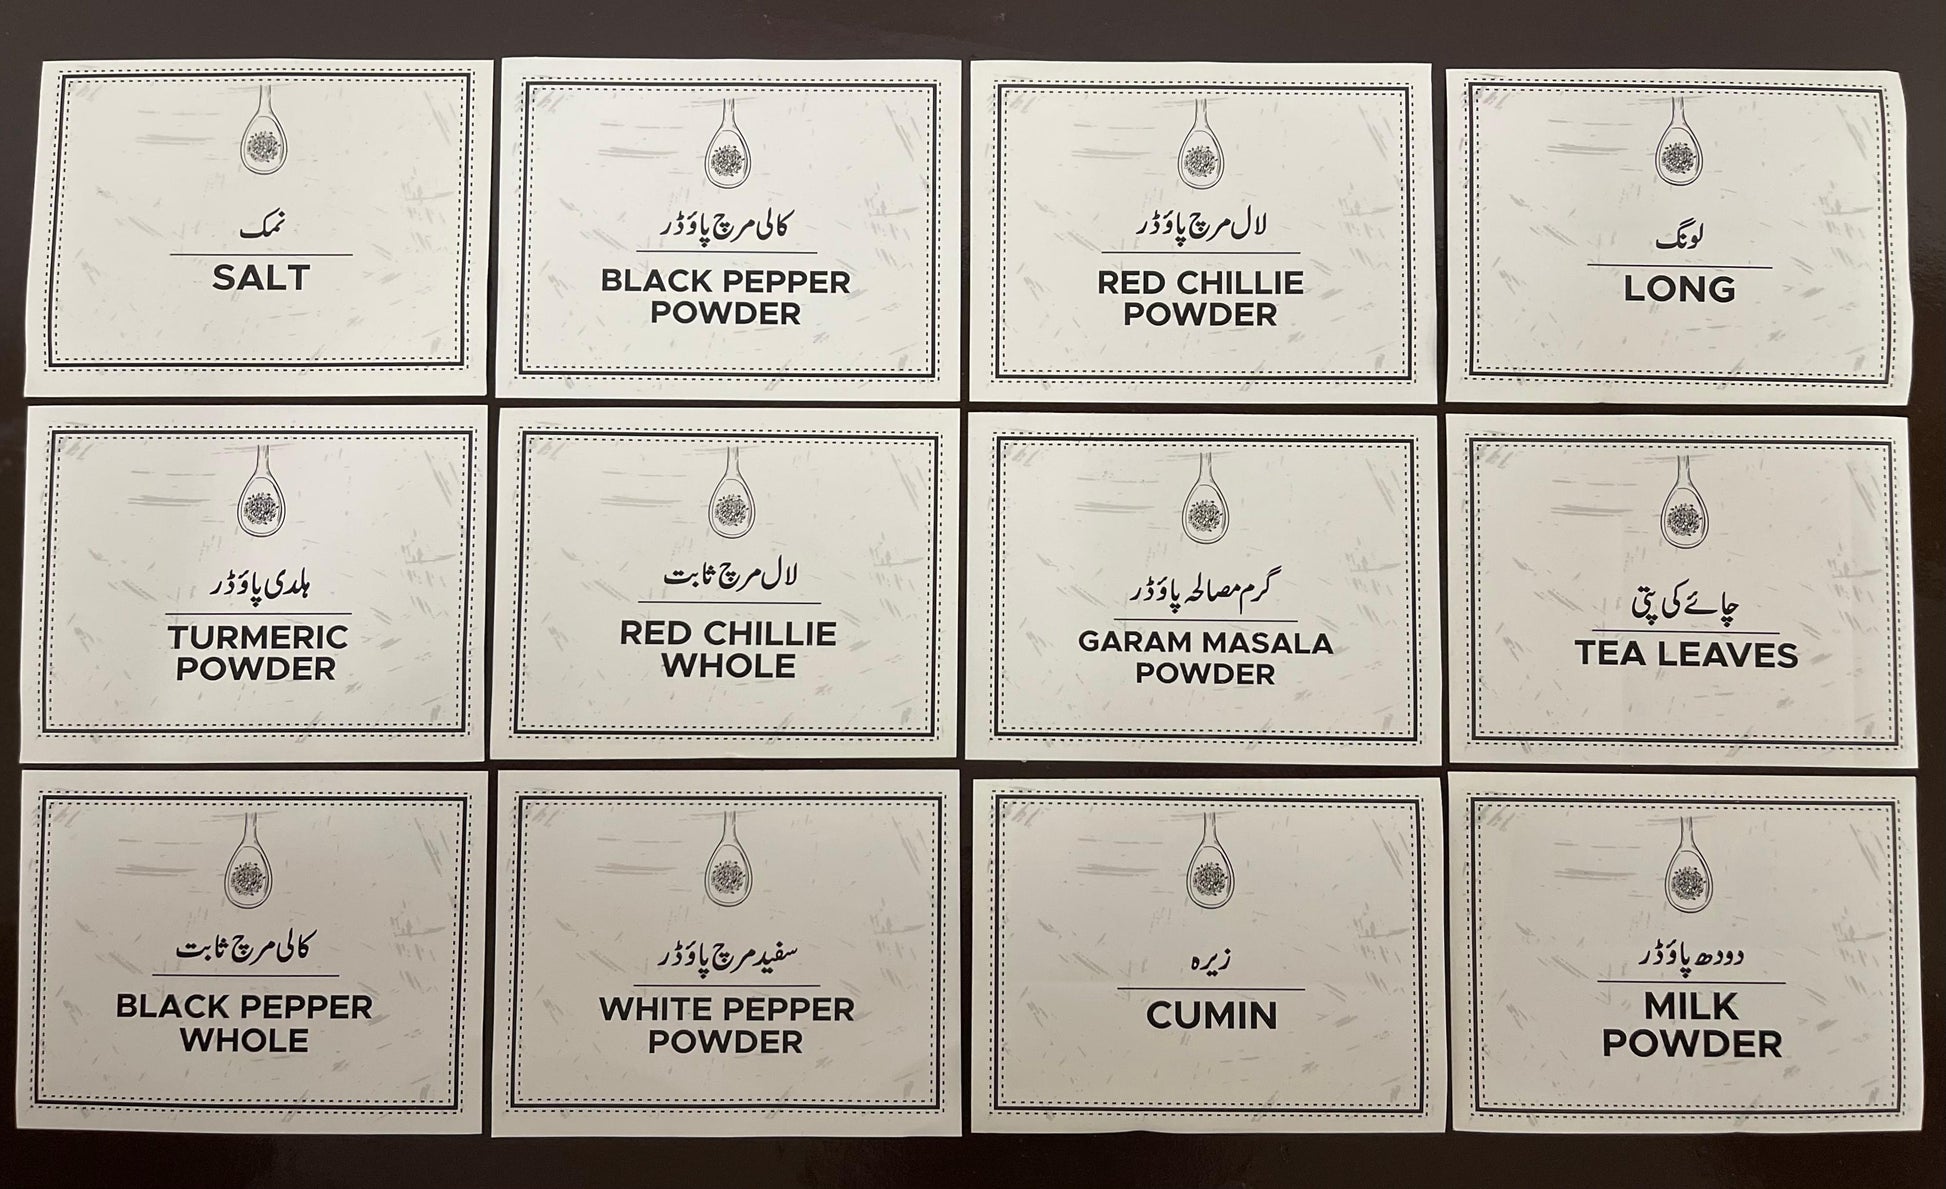 نمک
SALT
کالی مرچ پاؤڈر
BLACK PEPPER
POWDER
لال مرچ پاؤڈر
RED CHILLIE
POWDER
لونگ
LONG
ہلدی پاؤڈر
TURMERIC
POWDER
لال مرچ ثابت
RED CHILLIE
WHOLE
گرم مصالحہ پاؤڈر
GARAM MASALA
POWDER
چائے کی پتی
TEA LEAVES
کالی مرچ ثابت
BLACK PEPPER
WHOLE
سفید مرچ پاؤڈر
WHITE PEPPER
POWDER
زیرہ
CUMIN
دودھ پاؤڈر
MILK
POWDER